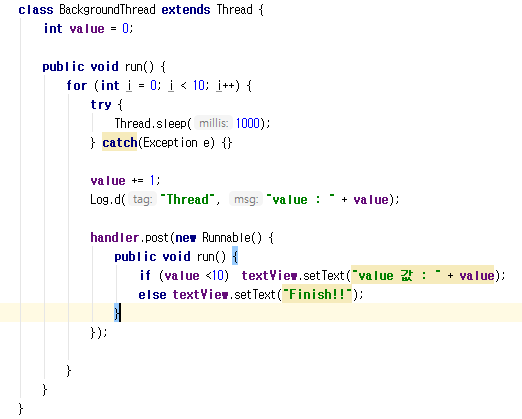 class BackgroundThread extends Thread {
int value = 0;
public void run() {
for (int i = 0; i < 10; i++) {
try {
Thread.sleep( millis: 1000);
} catch(Exception e) {}
value += 1;
Log.d( tag: "Thread", msg: "value : " + value);
handler.post(new Runnable() {
public void run() {
if (value <10) textView.setText("value 값 : " + value);
else textView.setText("Finish!!");
}
});
}
}
}